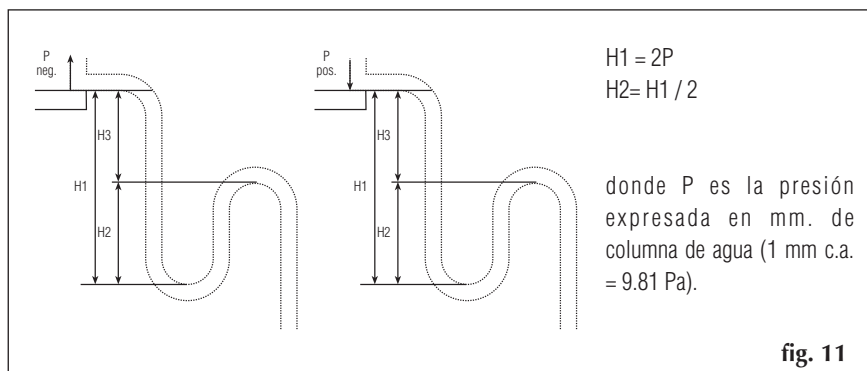 P
neg.
H3
H1
H2
P
pos.
H3
H1
H2
H1 = 2P
H2= H1 / 2
donde P es la presión
expresada en mm. de
columna de agua (1 mm c.a.
= 9.81 Pa).
fig. 11